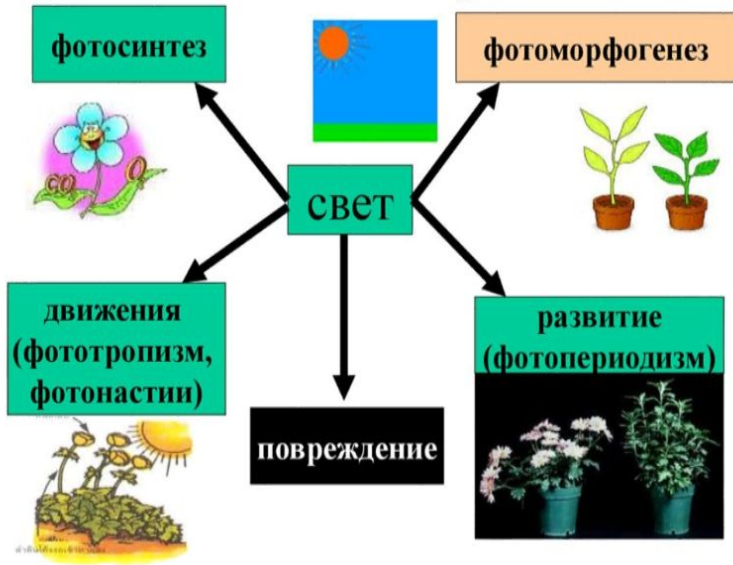 фотосинтез
фотоморфогенез
свет
движения
(фототропизм,
фотонастии)
развитие
(фотопериодизм)
повреждение